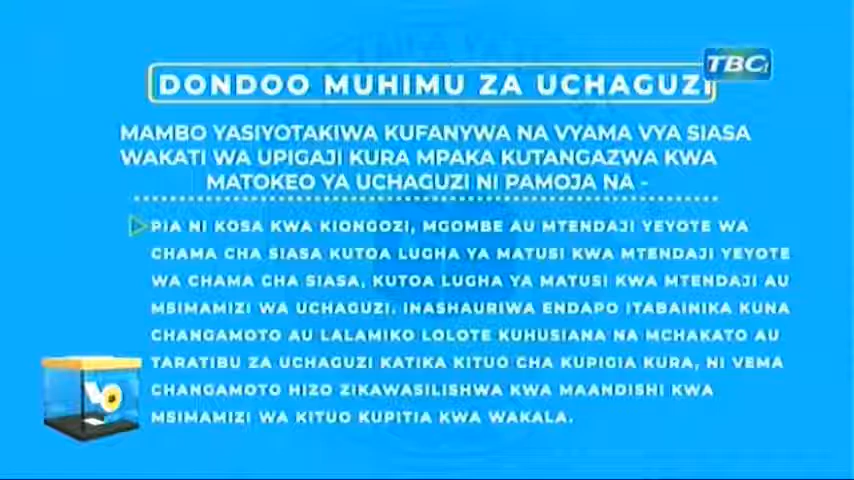 TBC1
DONDOO MUHIMU ZA UCHAGUZI
MAMBO YASIYOTAKIWA KUFANYWA NA VYAMA VYA SIASA
WAKATI WA UPIGAJI KURA MPAKA KUTANGAZWA KWA
MATOKEO YA UCHAGUZI NI PAMOJA NA -
PIA NI KOSA KWA KIONGOZI, MGOMBE AU MTENDAJI YEYOTE WA
CHAMA CHA SIASA KUTOA LUGHA YA MATUSI KWA MTENDAJI YEYOTE
WA CHAMA CHA SIASA, KUTOA LUGHA YA MATUSI KWA MTENDAJI AU
MSIMAMIZI WA UCHAGUZI. INASHAURIWA ENDAPO ITABAINIKA KUNA
CHANGAMOTO AU LALAMIKO LOLOTE KUHUSIANA NA MCHAKATO AU
TARATIBU ZA UCHAGUZI KATIKA KITUO CHA KUPIGIA KURA, NI VEMA
CHANGAMOTO HIZO ZIKAWASILISHWA KWA MAANDISHI KWA
MSIMAMIZI WA KITUO KUPITIA KWA WAKALA.